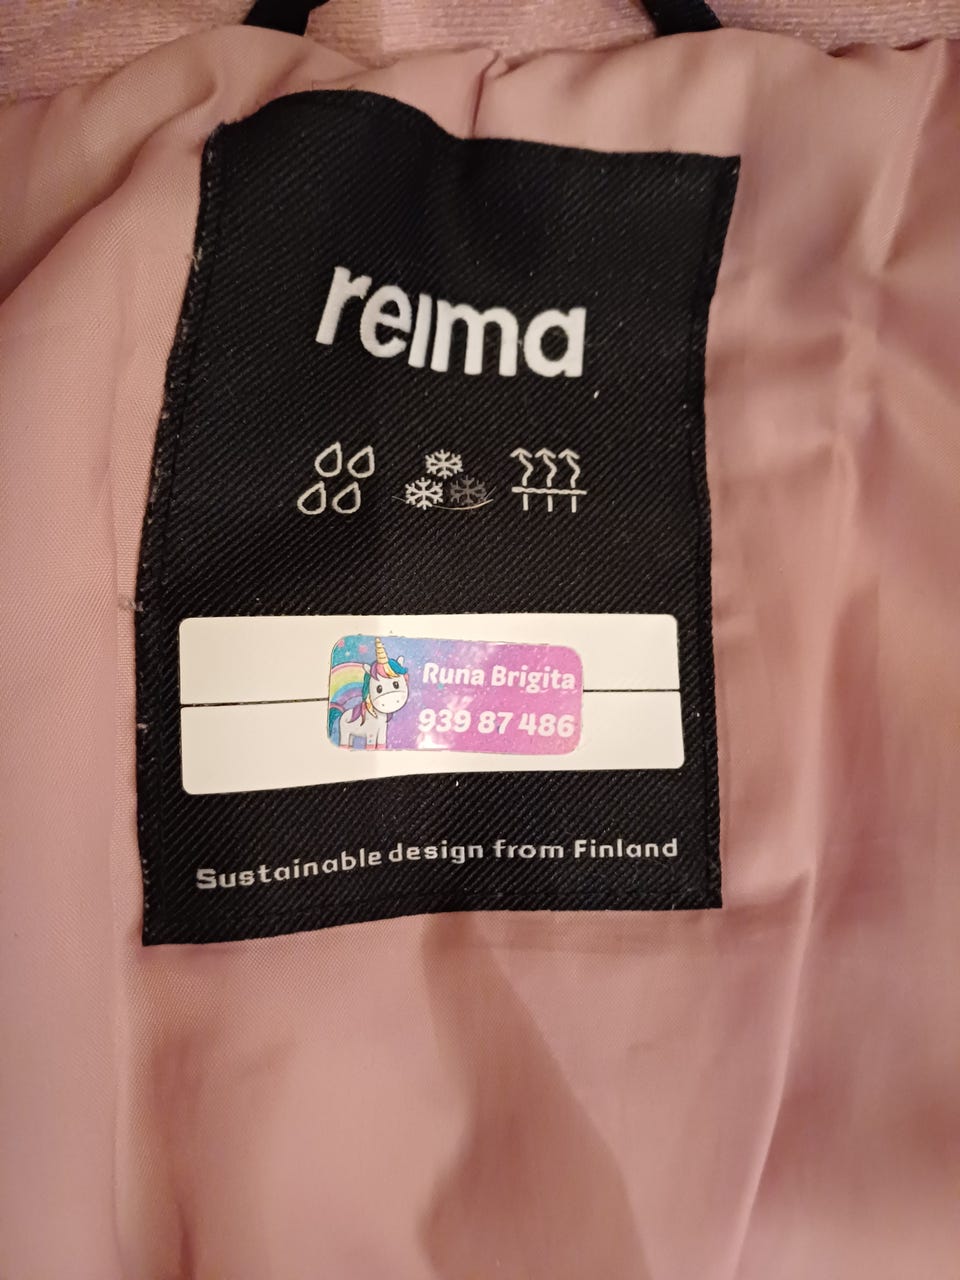 reima
Runa Brigita
939 87 486
Sustainable design from Finland